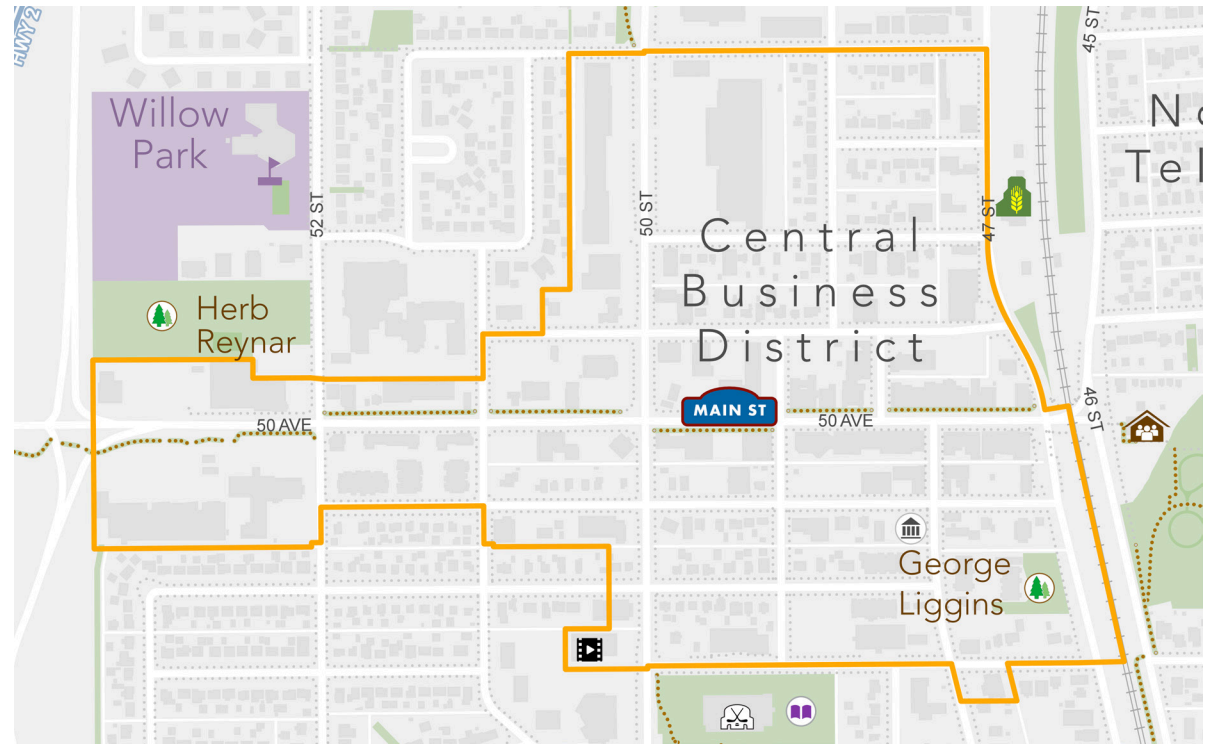 HWY 2
45 ST
No
Tel
Willow
Park
52 ST
50 ST
47 ST
Central
Business
District
Herb
Reynar
MAIN ST
50 AVE
50 AVE
46 ST
George
Liggins